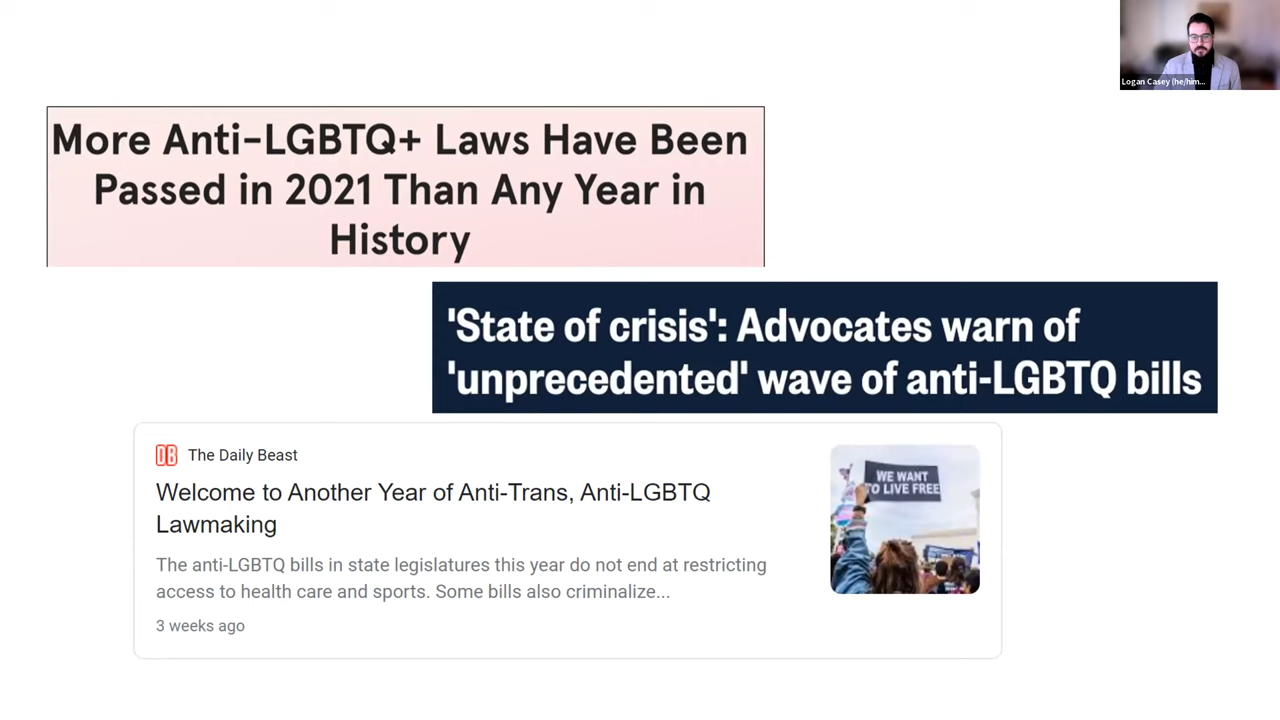 Logan Casey (he/him...
More Anti-LGBTQ+ Laws Have Been
Passed in 2021 Than Any Year in
History
'State of crisis': Advocates warn of
'unprecedented' wave of anti-LGBTQ bills
DB
The Daily Beast
Welcome to Another Year of Anti-Trans, Anti-LGBTQ
Lawmaking
The anti-LGBTQ bills in state legislatures this year do not end at restricting
access to health care and sports. Some bills also criminalize...
3 weeks ago
WE WANT
TO LIVE FREE